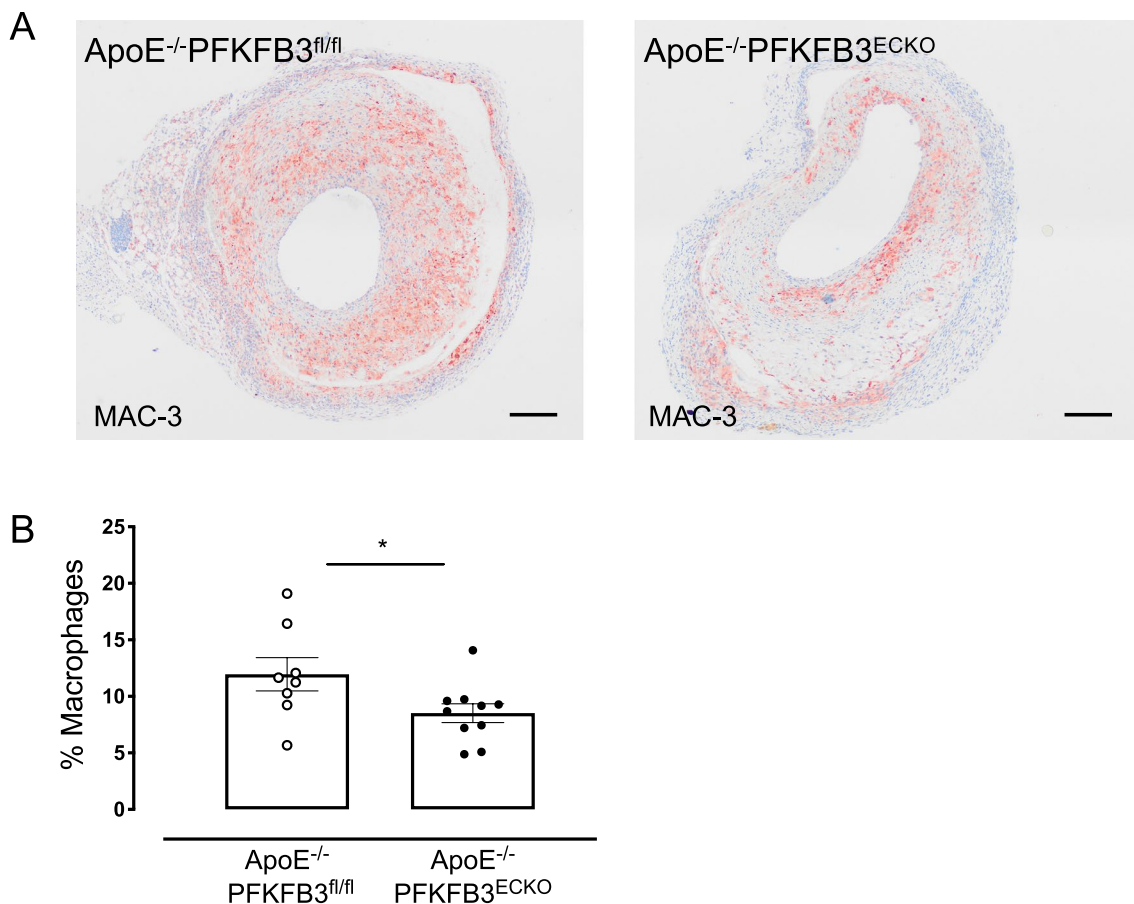 A
ApoE-/-PFKFB3fl/fl
ApoE-/-PFKFB3ECKO
MAC-3
MAC-3
B
25
20
15
10
5
0
% Macrophages
*
ApoE-/-
PFKFB3fl/fl
ApoE-/-
PFKFB3ECKO